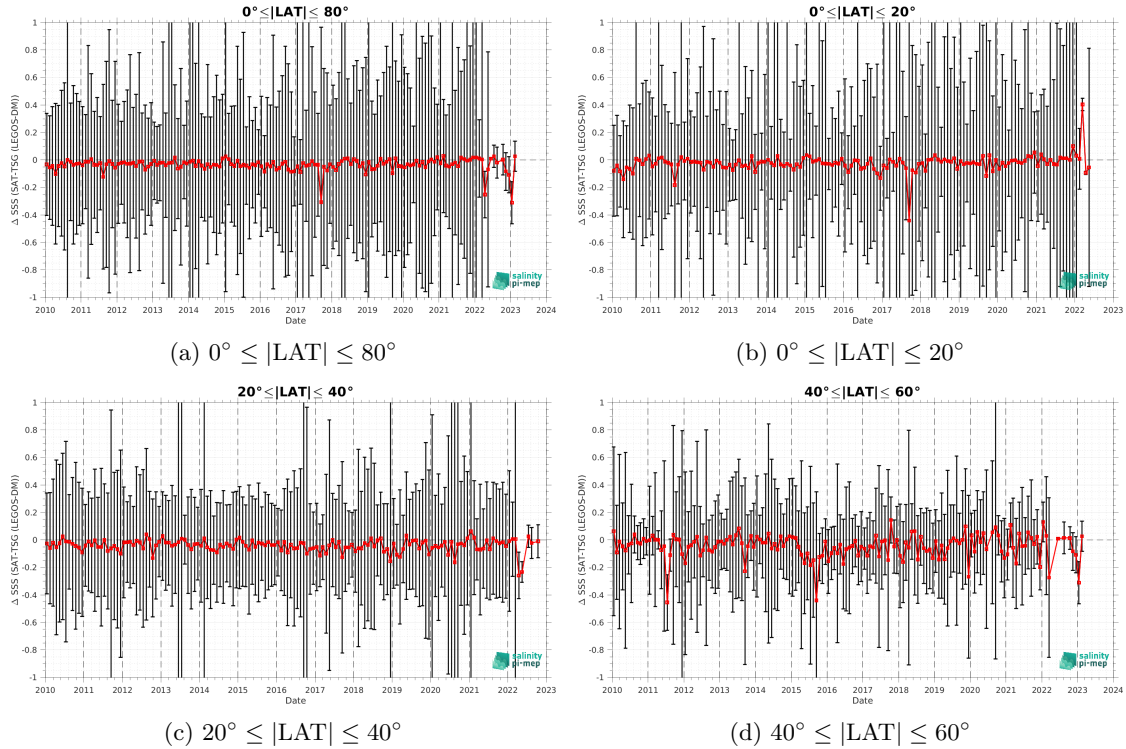 0°≤|LAT|≤ 80°
Δ SSS (SAT-TSG (LEGOS-DM))
1
0.8
0.6
0.4
0.2
0
-0.2
-0.4
-0.6
-0.8
-1
2010 2011 2012 2013 2014 2015 2016 2017 2018 2019 2020 2021 2022 2023 2024
Date
salinity
pi-mep
(a) 0° ≤ |LAT| ≤ 80°
0°≤|LAT|≤ 20°
Δ SSS (SAT-TSG (LEGOS-DM))
1
0.8
0.6
0.4
0.2
0
-0.2
-0.4
-0.6
-0.8
-1
2010 2011 2012 2013 2014 2015 2016 2017 2018 2019 2020 2021 2022 2023
Date
salinity
pi-mep
(b) 0° ≤ |LAT| ≤ 20°
20°≤|LAT|≤ 40°
Δ SSS (SAT-TSG (LEGOS-DM))
1
0.8
0.6
0.4
0.2
0
-0.2
-0.4
-0.6
-0.8
-1
2010 2011 2012 2013 2014 2015 2016 2017 2018 2019 2020 2021 2022 2023
Date
salinity
pi-mep
(c) 20° ≤ |LAT| ≤ 40°
40°≤|LAT|≤ 60°
Δ SSS (SAT-TSG (LEGOS-DM))
1
0.8
0.6
0.4
0.2
0
-0.2
-0.4
-0.6
-0.8
-1
2010 2011 2012 2013 2014 2015 2016 2017 2018 2019 2020 2021 2022 2023 2024
Date
salinity
pi-mep
(d) 40° ≤ |LAT| ≤ 60°